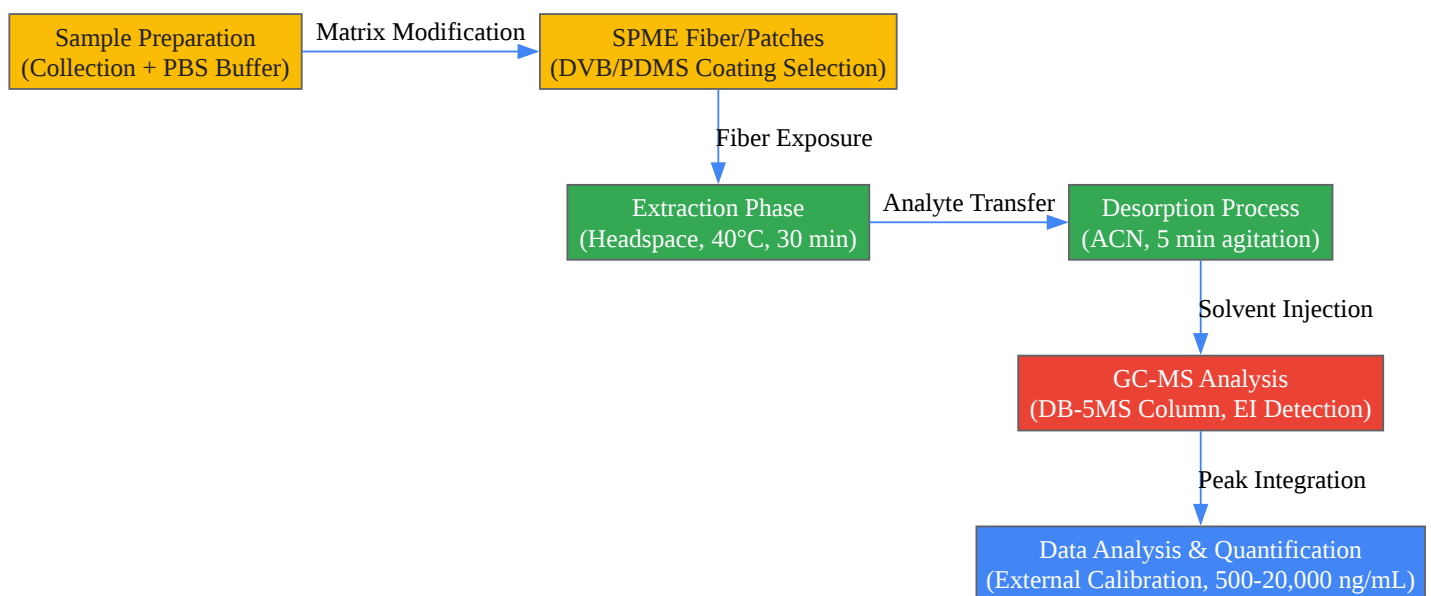 Sample Preparation
(Collection + PBS Buffer)
Matrix Modification
SPME Fiber/Patches
(DVB/PDMS Coating Selection)
Fiber Exposure
Extraction Phase
(Headspace, 40°C, 30 min)
Analyte Transfer
Desorption Process
(ACN, 5 min agitation)
Solvent Injection
GC-MS Analysis
(DB-5MS Column, EI Detection)
Peak Integration
Data Analysis & Quantification
(External Calibration, 500-20,000 ng/mL)